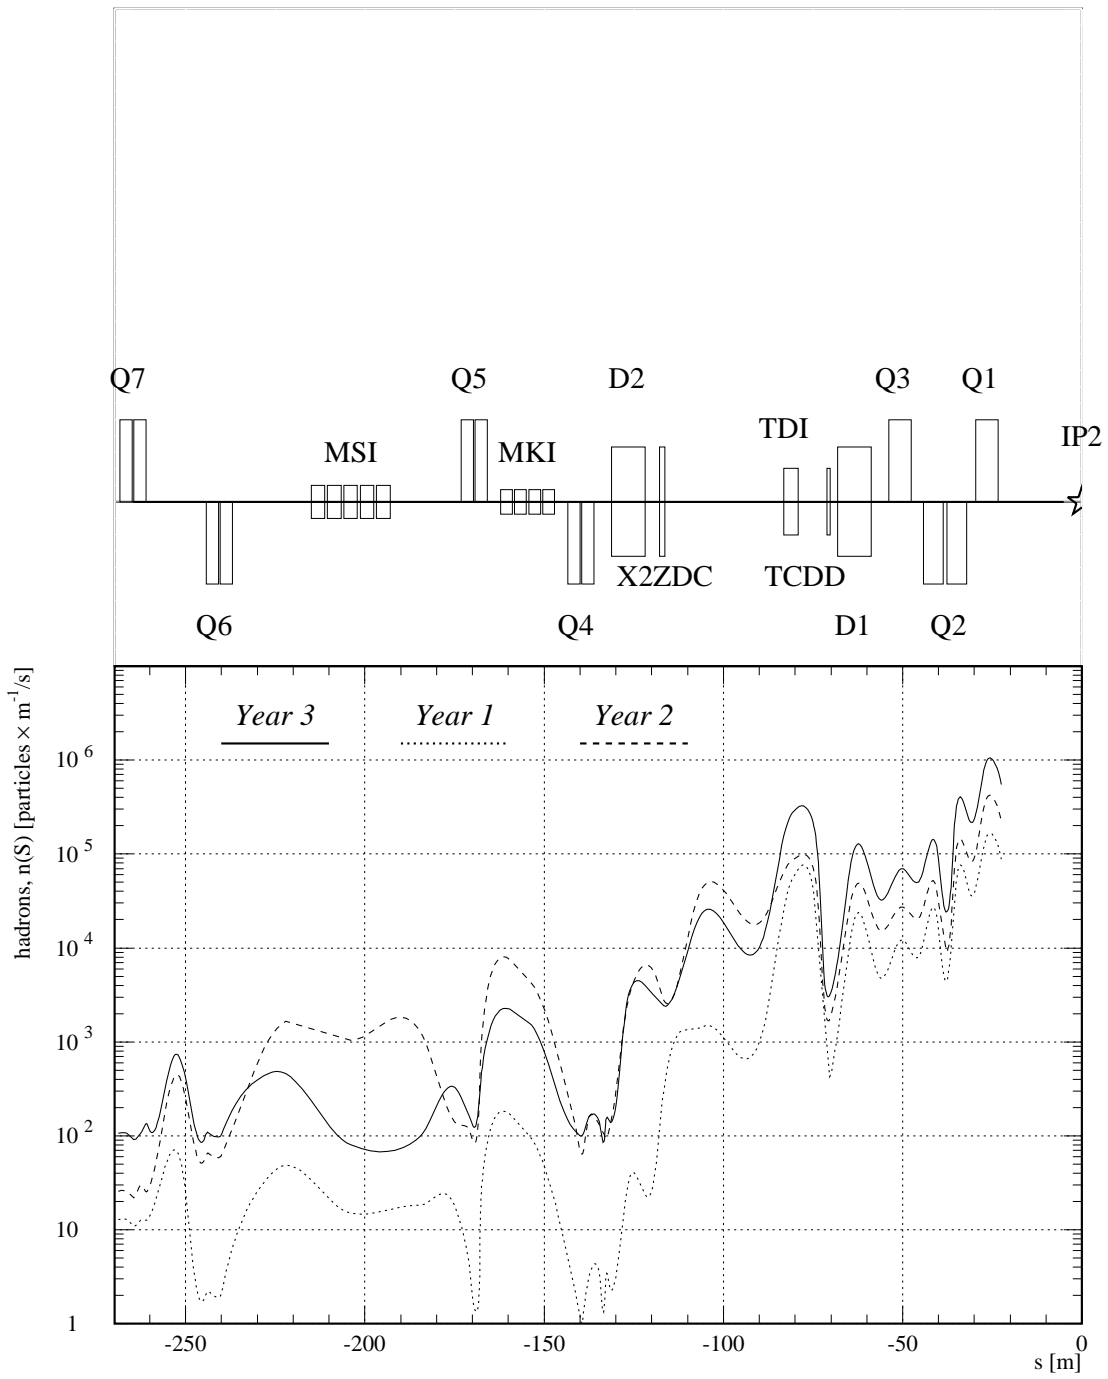 Q7 Q5 D2 Q3 Q1
MSI MKI TDI IP2
X2ZDC TCDD
Q6 Q4 D1 Q2
hadrons, n(S) [particles × m⁻¹/s]
Year 3 Year 1 Year 2
10⁶
10⁵
10⁴
10³
10²
10
1
-250 -200 -150 -100 -50 0
s [m]